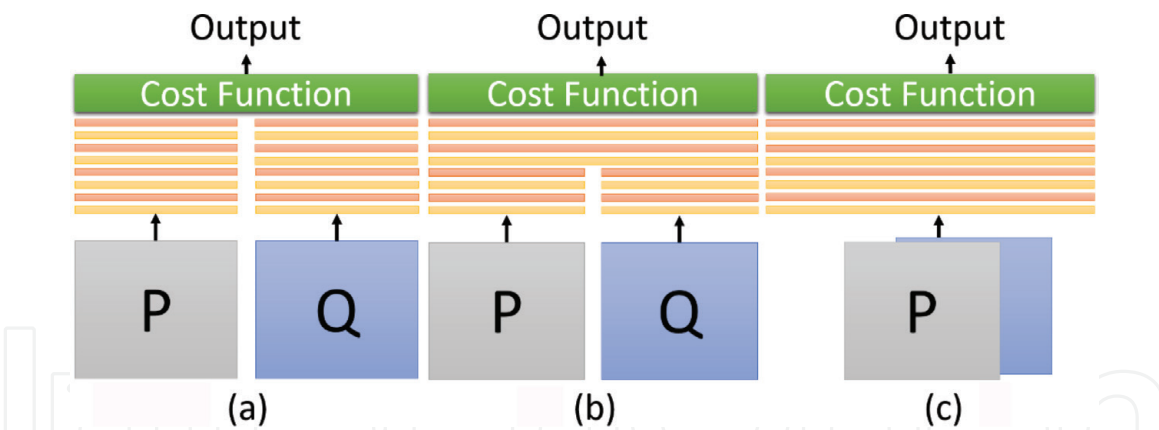 Output Output Output
Cost Function Cost Function Cost Function
P Q P Q P
(a) (b) (c)